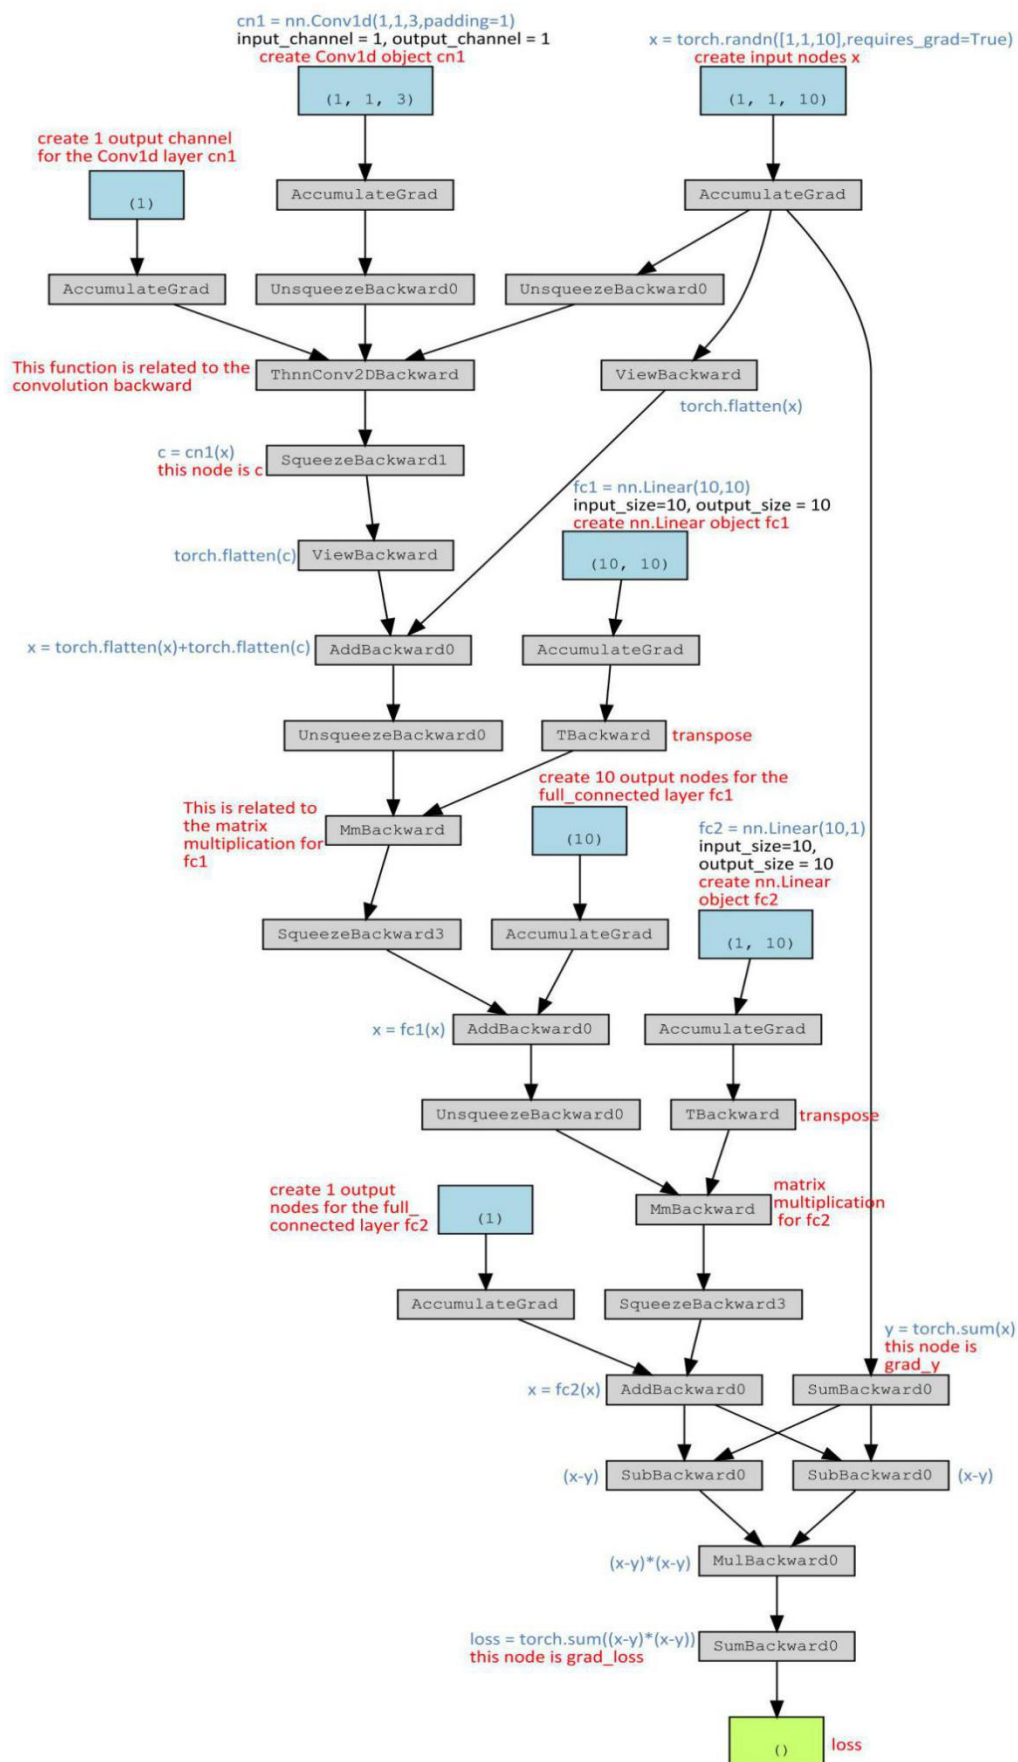 cn1 = nn.Conv1d(1,1,3,padding=1)
input_channel = 1, output_channel = 1
create Conv1d object cn1
(1, 1, 3)
x = torch.randn([1,1,10],requires_grad=True)
create input nodes x
(1, 1, 10)
create 1 output channel
for the Conv1d layer cn1
(1)
AccumulateGrad
AccumulateGrad
AccumulateGrad
UnsqueezeBackward0
UnsqueezeBackward0
This function is related to the
convolution backward
ThnnConv2DBackward
ViewBackward
torch.flatten(x)
c = cn1(x)
this node is c
SqueezeBackward1
fc1 = nn.Linear(10,10)
input_size=10, output_size = 10
create nn.Linear object fc1
(10, 10)
torch.flatten(c)
ViewBackward
x = torch.flatten(x)+torch.flatten(c)
AddBackward0
AccumulateGrad
UnsqueezeBackward0
TBackward
transpose
This is related to
the matrix
multiplication for
fc1
MmBackward
create 10 output nodes for the
full_connected layer fc1
(10)
fc2 = nn.Linear(10,1)
input_size=10,
output_size = 10
create nn.Linear
object fc2
(1, 10)
SqueezeBackward3
AccumulateGrad
x = fc1(x)
AddBackward0
AccumulateGrad
UnsqueezeBackward0
TBackward
transpose
create 1 output
nodes for the full_
connected layer fc2
(1)
MmBackward
matrix
multiplication
for fc2
AccumulateGrad
SqueezeBackward3
y = torch.sum(x)
this node is
grad_y
x = fc2(x)
AddBackward0
SumBackward0
(x-y)
SubBackward0
SubBackward0
(x-y)
(x-y)*(x-y)
MulBackward0
loss = torch.sum((x-y)*(x-y))
this node is grad_loss
SumBackward0
()
loss